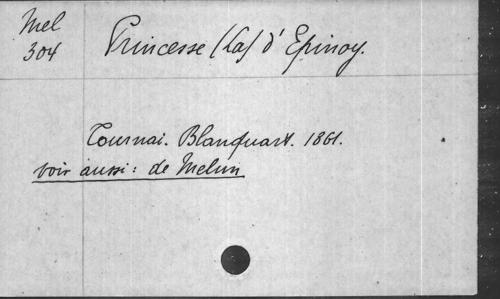 Mel
304
Princesse (la) d'Epinoy.
Tournai. Blanquart. 1861.
voir aussi: de Melun